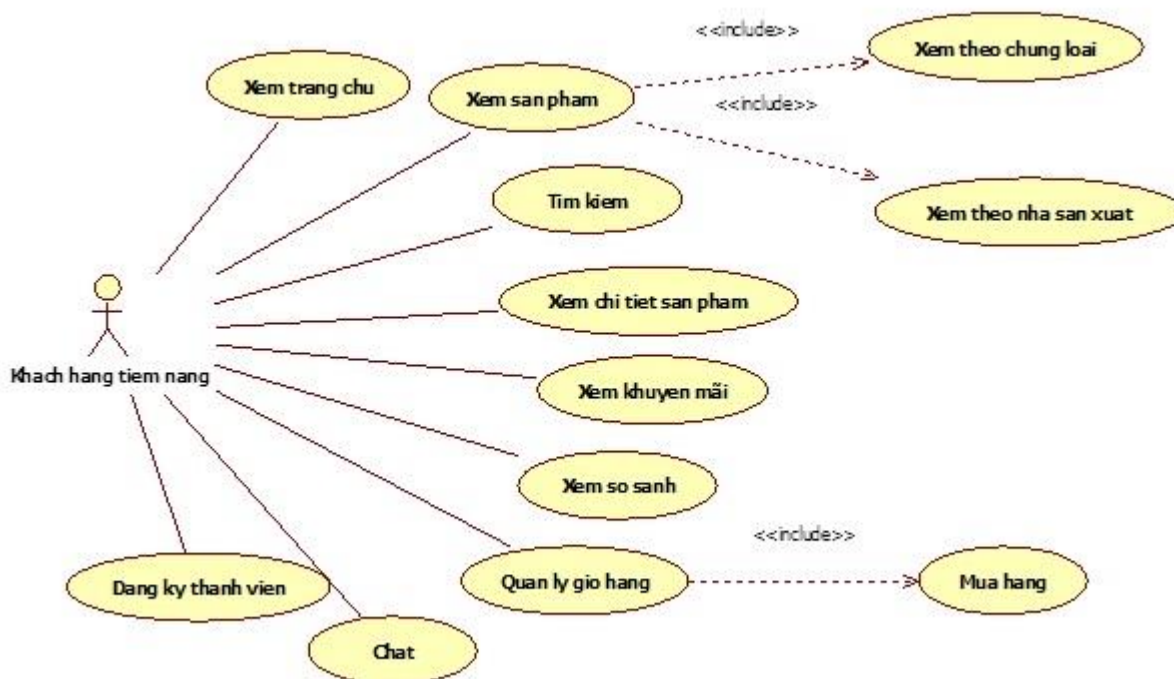 <<include>>
Xem theo chung loai
Xem trang chu
Xem san pham
<<include>>
Tim kiem
Xem theo nha san xuat
Xem chi tiet san pham
Khach hang tiem nang
Xem khuyen mãi
Xem so sanh
<<include>>
Dang ky thanh vien
Quan ly gio hang
Mua hang
Chat